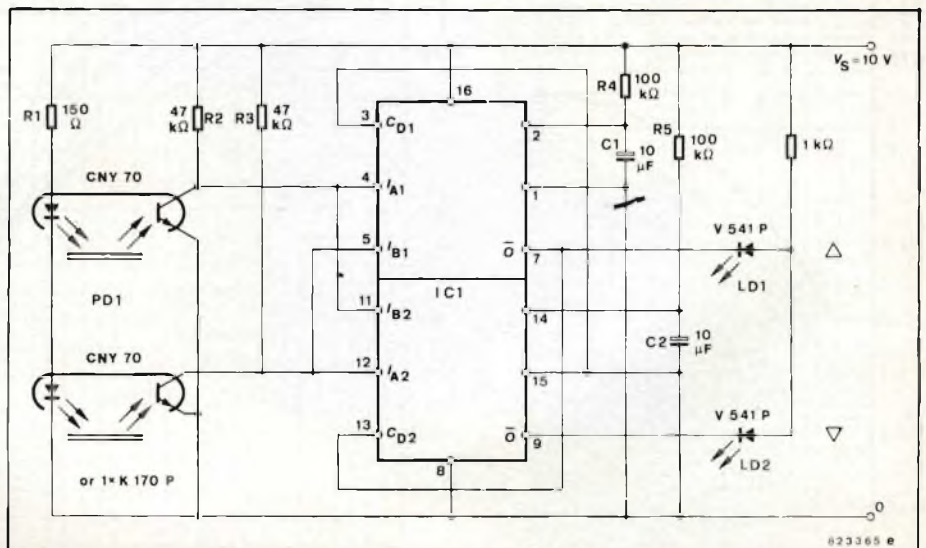 V_S = 10 V
R1 150 Ω
47 kΩ R2
R3 47 kΩ
R4 100 kΩ
R5 100 kΩ
1 kΩ
C1 10 μF
CNY 70
PD1
CNY 70
or 1× K 170 P
16
3 C_D1
4 I_A1
5 I_B1
IC1
11 I_B2
12 I_A2
13 C_D2
8
2
1
O̅ 7
14
15
O̅ 9
C2 10 μF
V 541 P
LD1
V 541 P
LD2
0
823365 e